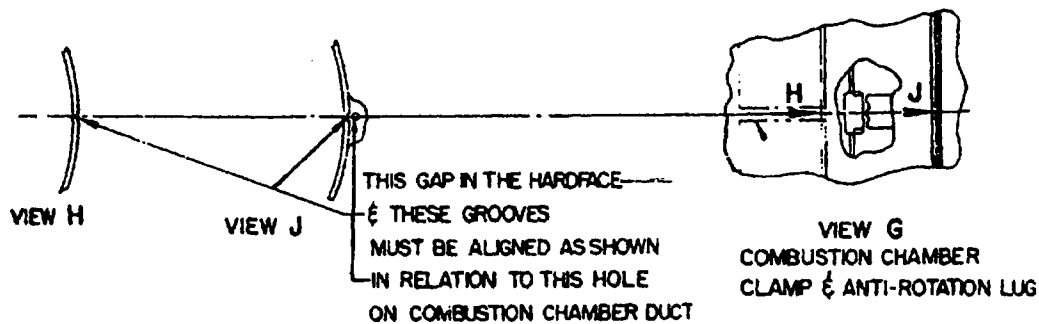 H
J
THIS GAP IN THE HARDFACE
& THESE GROOVES
MUST BE ALIGNED AS SHOWN
IN RELATION TO THIS HOLE
ON COMBUSTION CHAMBER DUCT
VIEW H
VIEW J
VIEW G
COMBUSTION CHAMBER
CLAMP & ANTI-ROTATION LUG